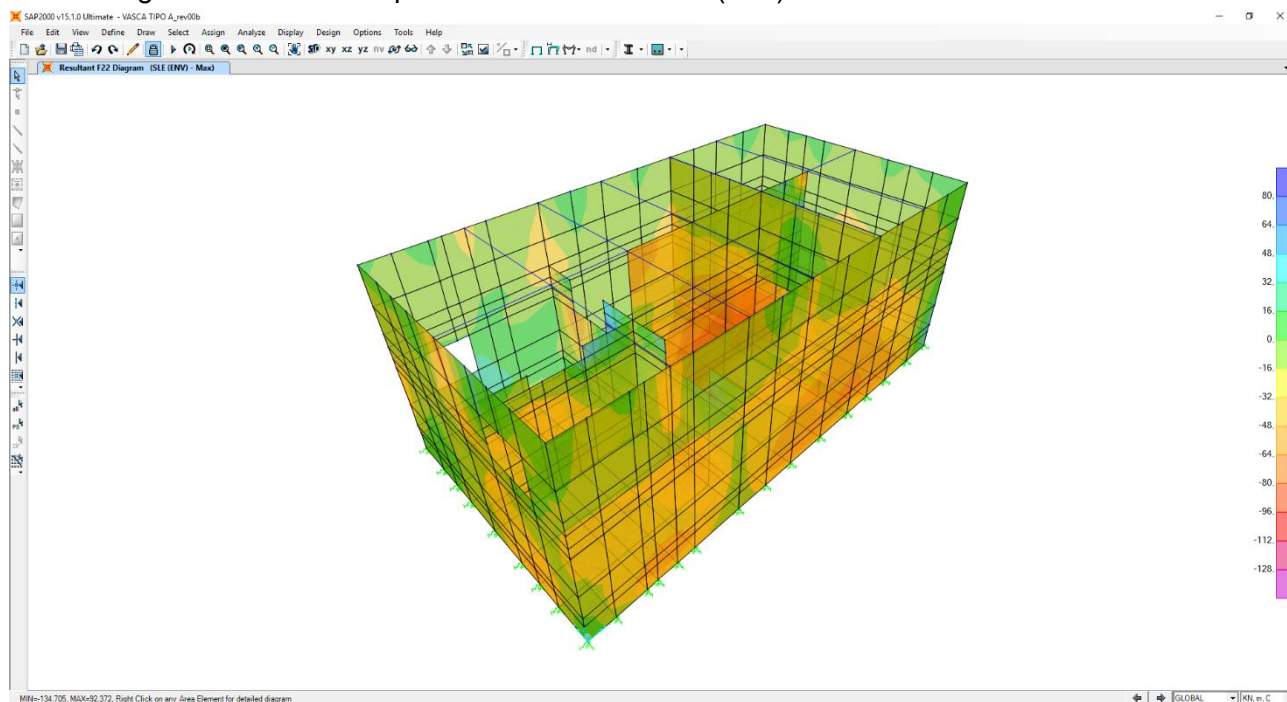 SAP2000 v15.1.0 Ultimate - VASCA TIPO A_rev00b
File Edit View Define Draw Select Assign Analyze Display Design Options Tools Help
xy xz yz nv nd
Resultant F22 Diagram (SLE (ENV) - Max)
80.
64.
48.
32.
16.
0.
-16.
-32.
-48.
-64.
-80.
-96.
-112.
-128.
MIN=-134.705, MAX=92.372, Right Click on any Area Element for detailed diagram
GLOBAL KN, m, C